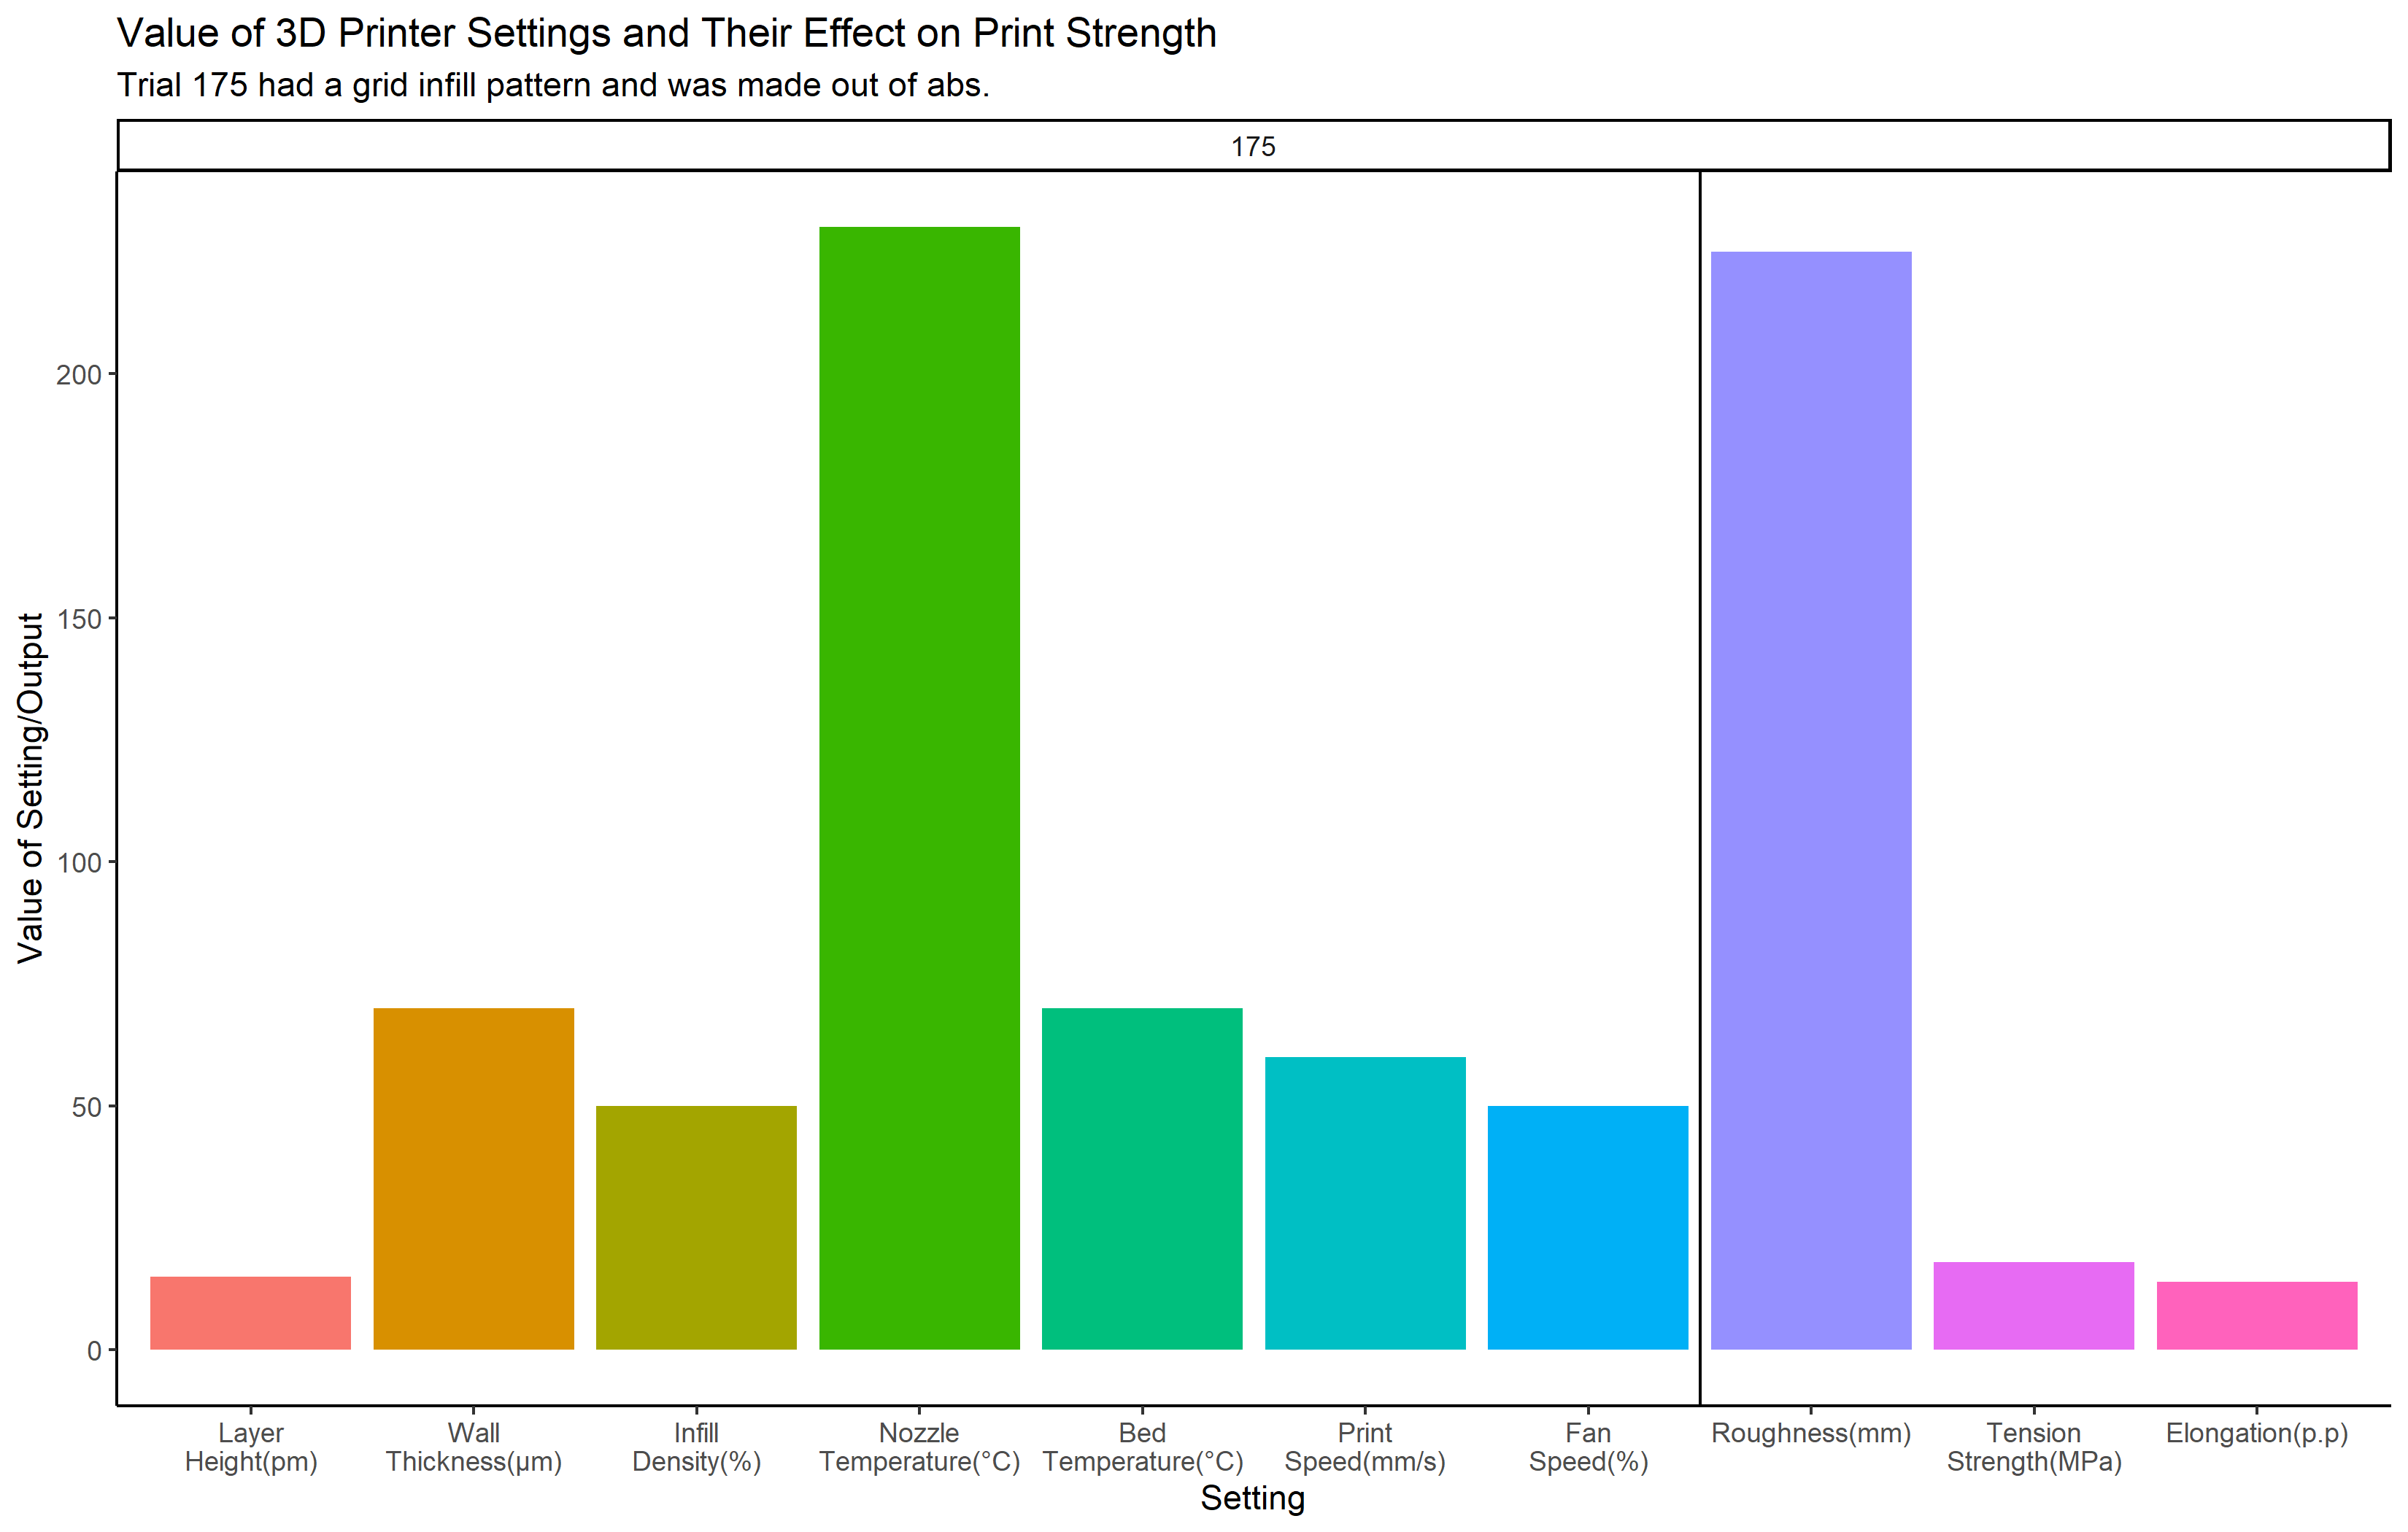 Value of 3D Printer Settings and Their Effect on Print Strength
Trial 175 had a grid infill pattern and was made out of abs.
175
Value of Setting/Output
200
150
100
50
0
Layer
Height(pm)
Wall
Thickness(µm)
Infill
Density(%)
Nozzle
Temperature(°C)
Bed
Temperature(°C)
Print
Speed(mm/s)
Fan
Speed(%)
Roughness(mm)
Tension
Strength(MPa)
Elongation(p.p)
Setting